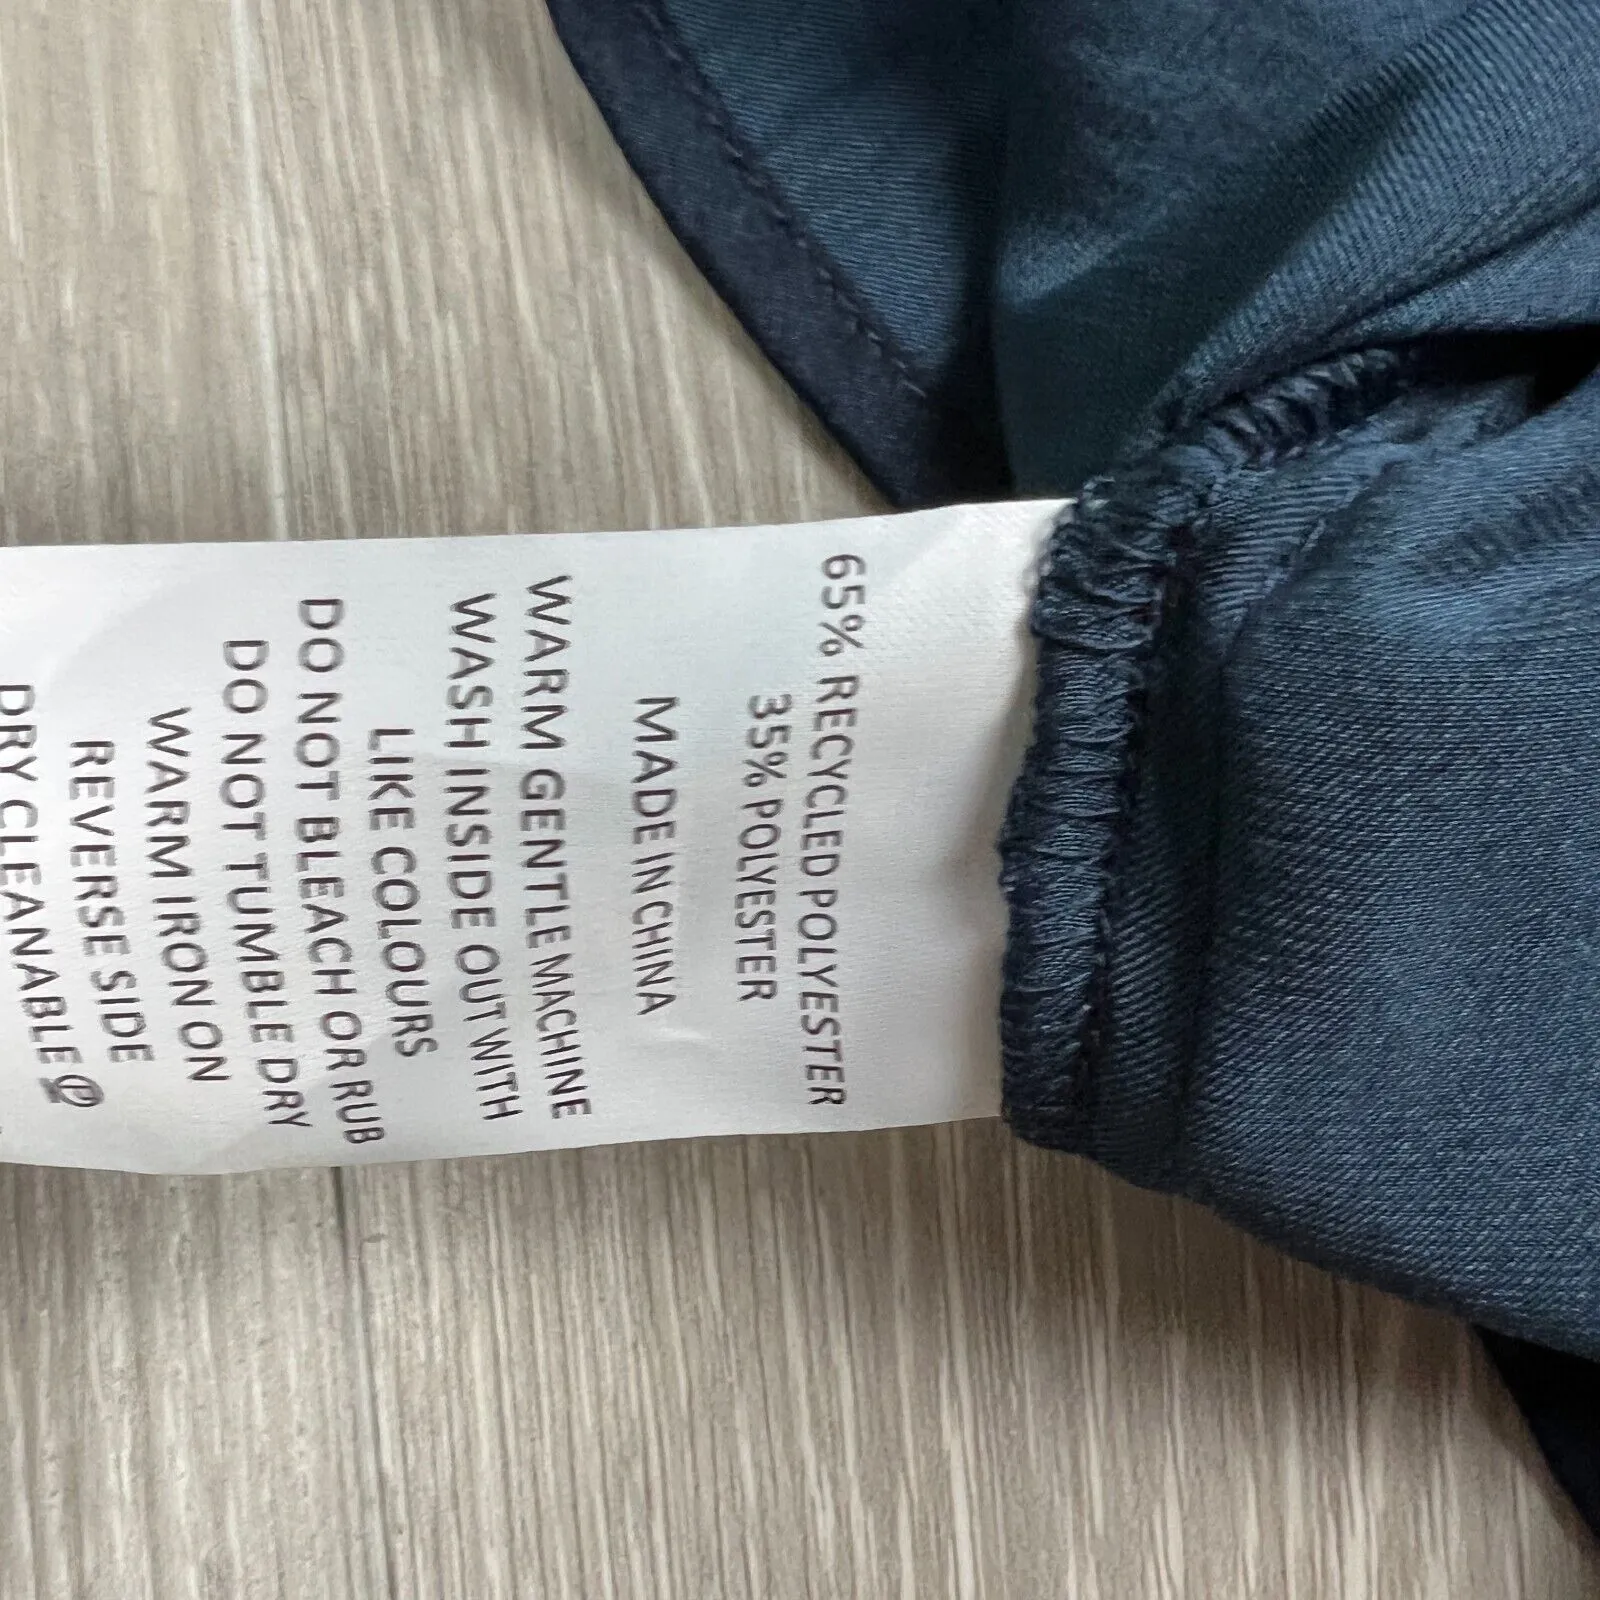 65% RECYCLED POLYESTER
35% POLYESTER
MADE IN CHINA
WARM GENTLE MACHINE
WASH INSIDE OUT WITH
LIKE COLOURS
DO NOT BLEACH OR RUB
DO NOT TUMBLE DRY
WARM IRON ON
REVERSE SIDE
DRY CLEANABLE Ⓟ